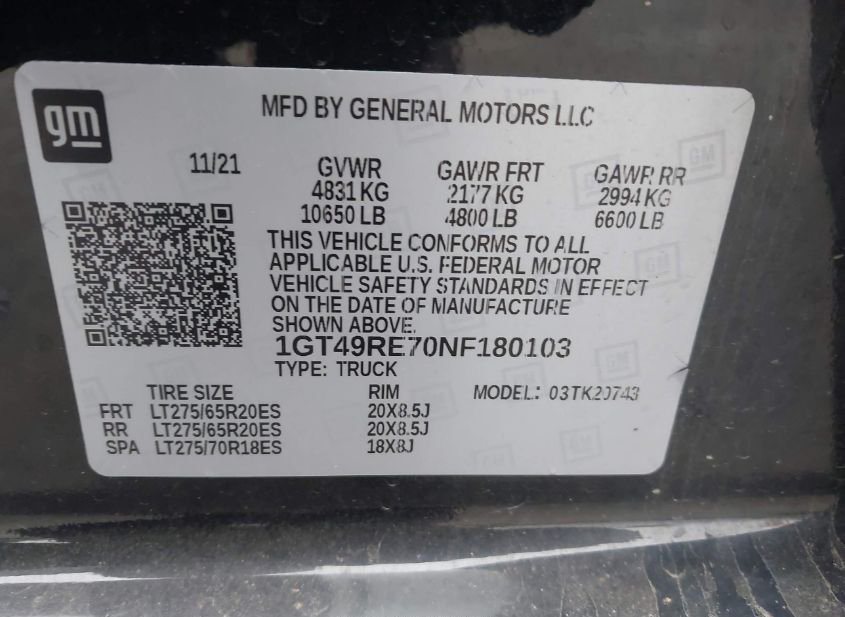 gm
MFD BY GENERAL MOTORS LLC
11/21 GVWR GAWR FRT GAWR RR
4831 KG 2177 KG 2994 KG
10650 LB 4800 LB 6600 LB
THIS VEHICLE CONFORMS TO ALL
APPLICABLE U.S. FEDERAL MOTOR
VEHICLE SAFETY STANDARDS IN EFFECT
ON THE DATE OF MANUFACTURE
SHOWN ABOVE.
1GT49RE70NF180103
TYPE: TRUCK
TIRE SIZE RIM MODEL: 03TK20743
FRT LT275/65R20ES 20X8.5J
RR LT275/65R20ES 20X8.5J
SPA LT275/70R18ES 18X8J